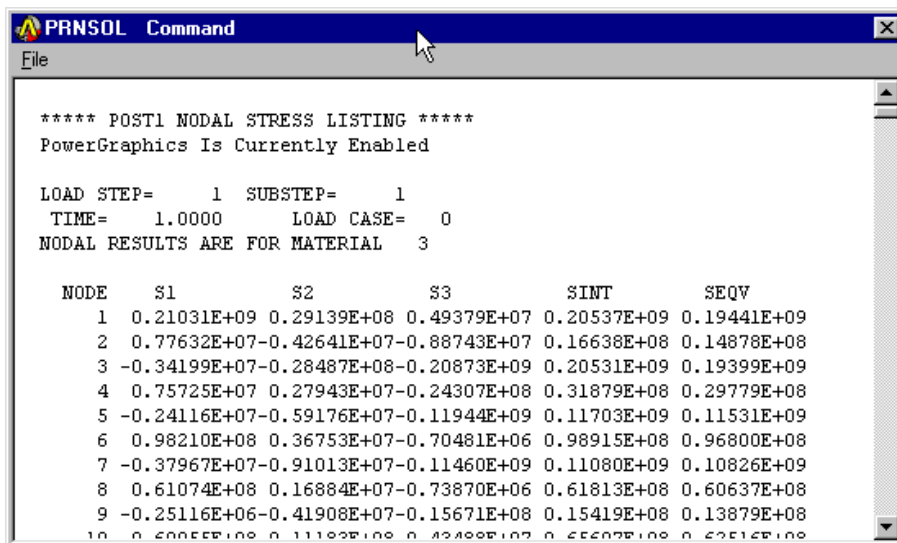 PRNSOL Command
File
***** POST1 NODAL STRESS LISTING *****
PowerGraphics Is Currently Enabled
LOAD STEP= 1 SUBSTEP= 1
TIME= 1.0000 LOAD CASE= 0
NODAL RESULTS ARE FOR MATERIAL 3
NODE S1 S2 S3 SINT SEQV
1 0.21031E+09 0.29139E+08 0.49379E+07 0.20537E+09 0.19441E+09
2 0.77632E+07-0.42641E+07-0.88743E+07 0.16638E+08 0.14878E+08
3 -0.34199E+07-0.28487E+08-0.20873E+09 0.20531E+09 0.19399E+09
4 0.75725E+07 0.27943E+07-0.24307E+08 0.31879E+08 0.29779E+08
5 -0.24116E+07-0.59176E+07-0.11944E+09 0.11703E+09 0.11531E+09
6 0.98210E+08 0.36753E+07-0.70481E+06 0.98915E+08 0.96800E+08
7 -0.37967E+07-0.91013E+07-0.11460E+09 0.11080E+09 0.10826E+09
8 0.61074E+08 0.16884E+07-0.73870E+06 0.61813E+08 0.60637E+08
9 -0.25116E+06-0.41908E+07-0.15671E+08 0.15419E+08 0.13879E+08